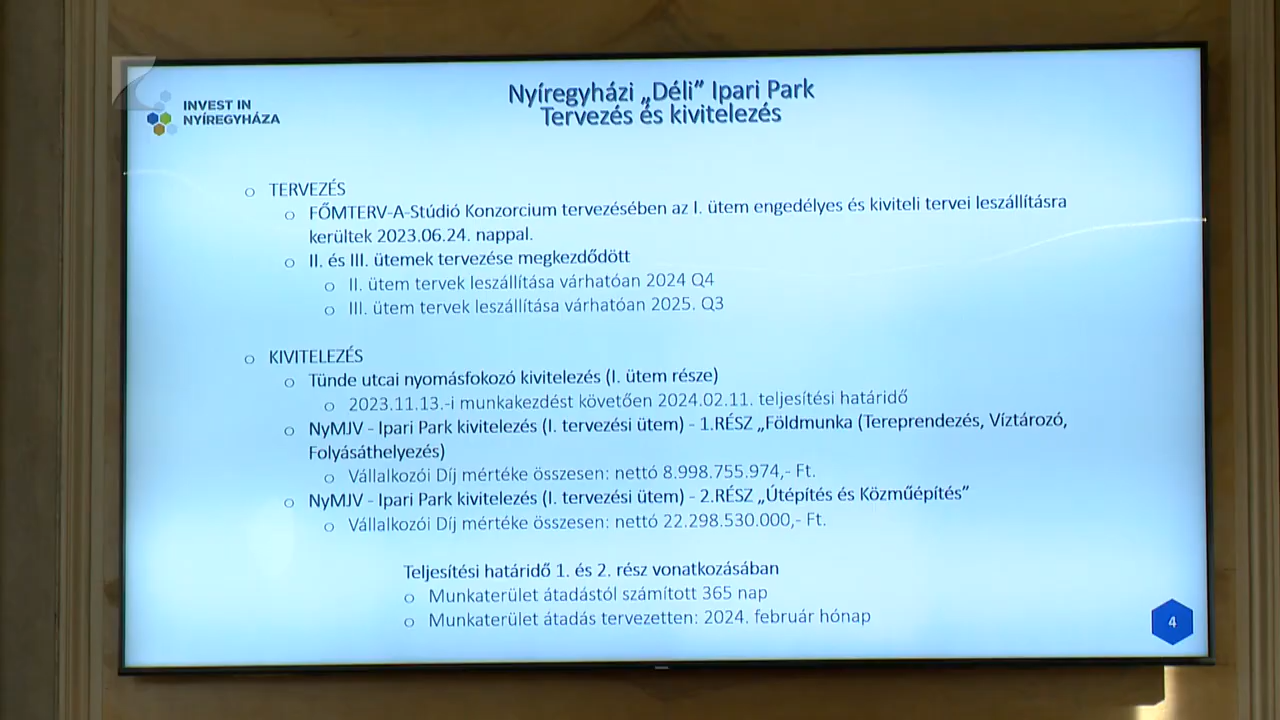 INVEST IN
NYÍREGYHÁZA
Nyíregyházi „Déli” Ipari Park
Tervezés és kivitelezés
o TERVEZÉS
o FŐMTERV-A-Stúdió Konzorcium tervezésében az I. ütem engedélyes és kiviteli tervei leszállításra
kerültek 2023.06.24. nappal.
o II. és III. ütemek tervezése megkezdődött
o II. ütem tervek leszállítása várhatóan 2024 Q4
o III. ütem tervek leszállítása várhatóan 2025. Q3
o KIVITELEZÉS
o Tünde utcai nyomásfokozó kivitelezés (I. ütem része)
o 2023.11.13.-i munkakezdést követően 2024.02.11. teljesítési határidő
o NyMJV - Ipari Park kivitelezés (I. tervezési ütem) - 1.RÉSZ „Földmunka (Tereprendezés, Víztározó,
Folyásáthelyezés)
o Vállalkozói Díj mértéke összesen: nettó 8.998.755.974,- Ft.
o NyMJV - Ipari Park kivitelezés (I. tervezési ütem) - 2.RÉSZ „Útépítés és Közműépítés”
o Vállalkozói Díj mértéke összesen: nettó 22.298.530.000,- Ft.
Teljesítési határidő 1. és 2. rész vonatkozásában
o Munkaterület átadástól számított 365 nap
o Munkaterület átadás tervezetten: 2024. február hónap
4